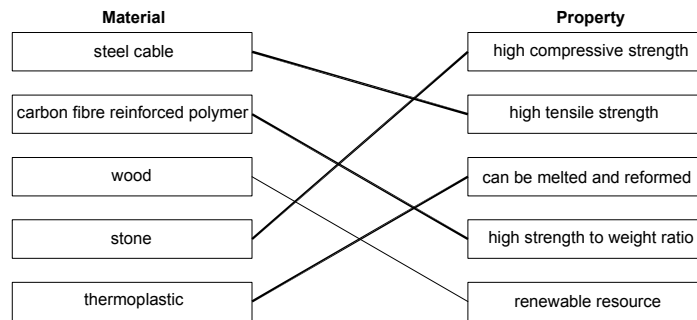 Material
Property
steel cable
high compressive strength
carbon fibre reinforced polymer
high tensile strength
wood
can be melted and reformed
stone
high strength to weight ratio
thermoplastic
renewable resource